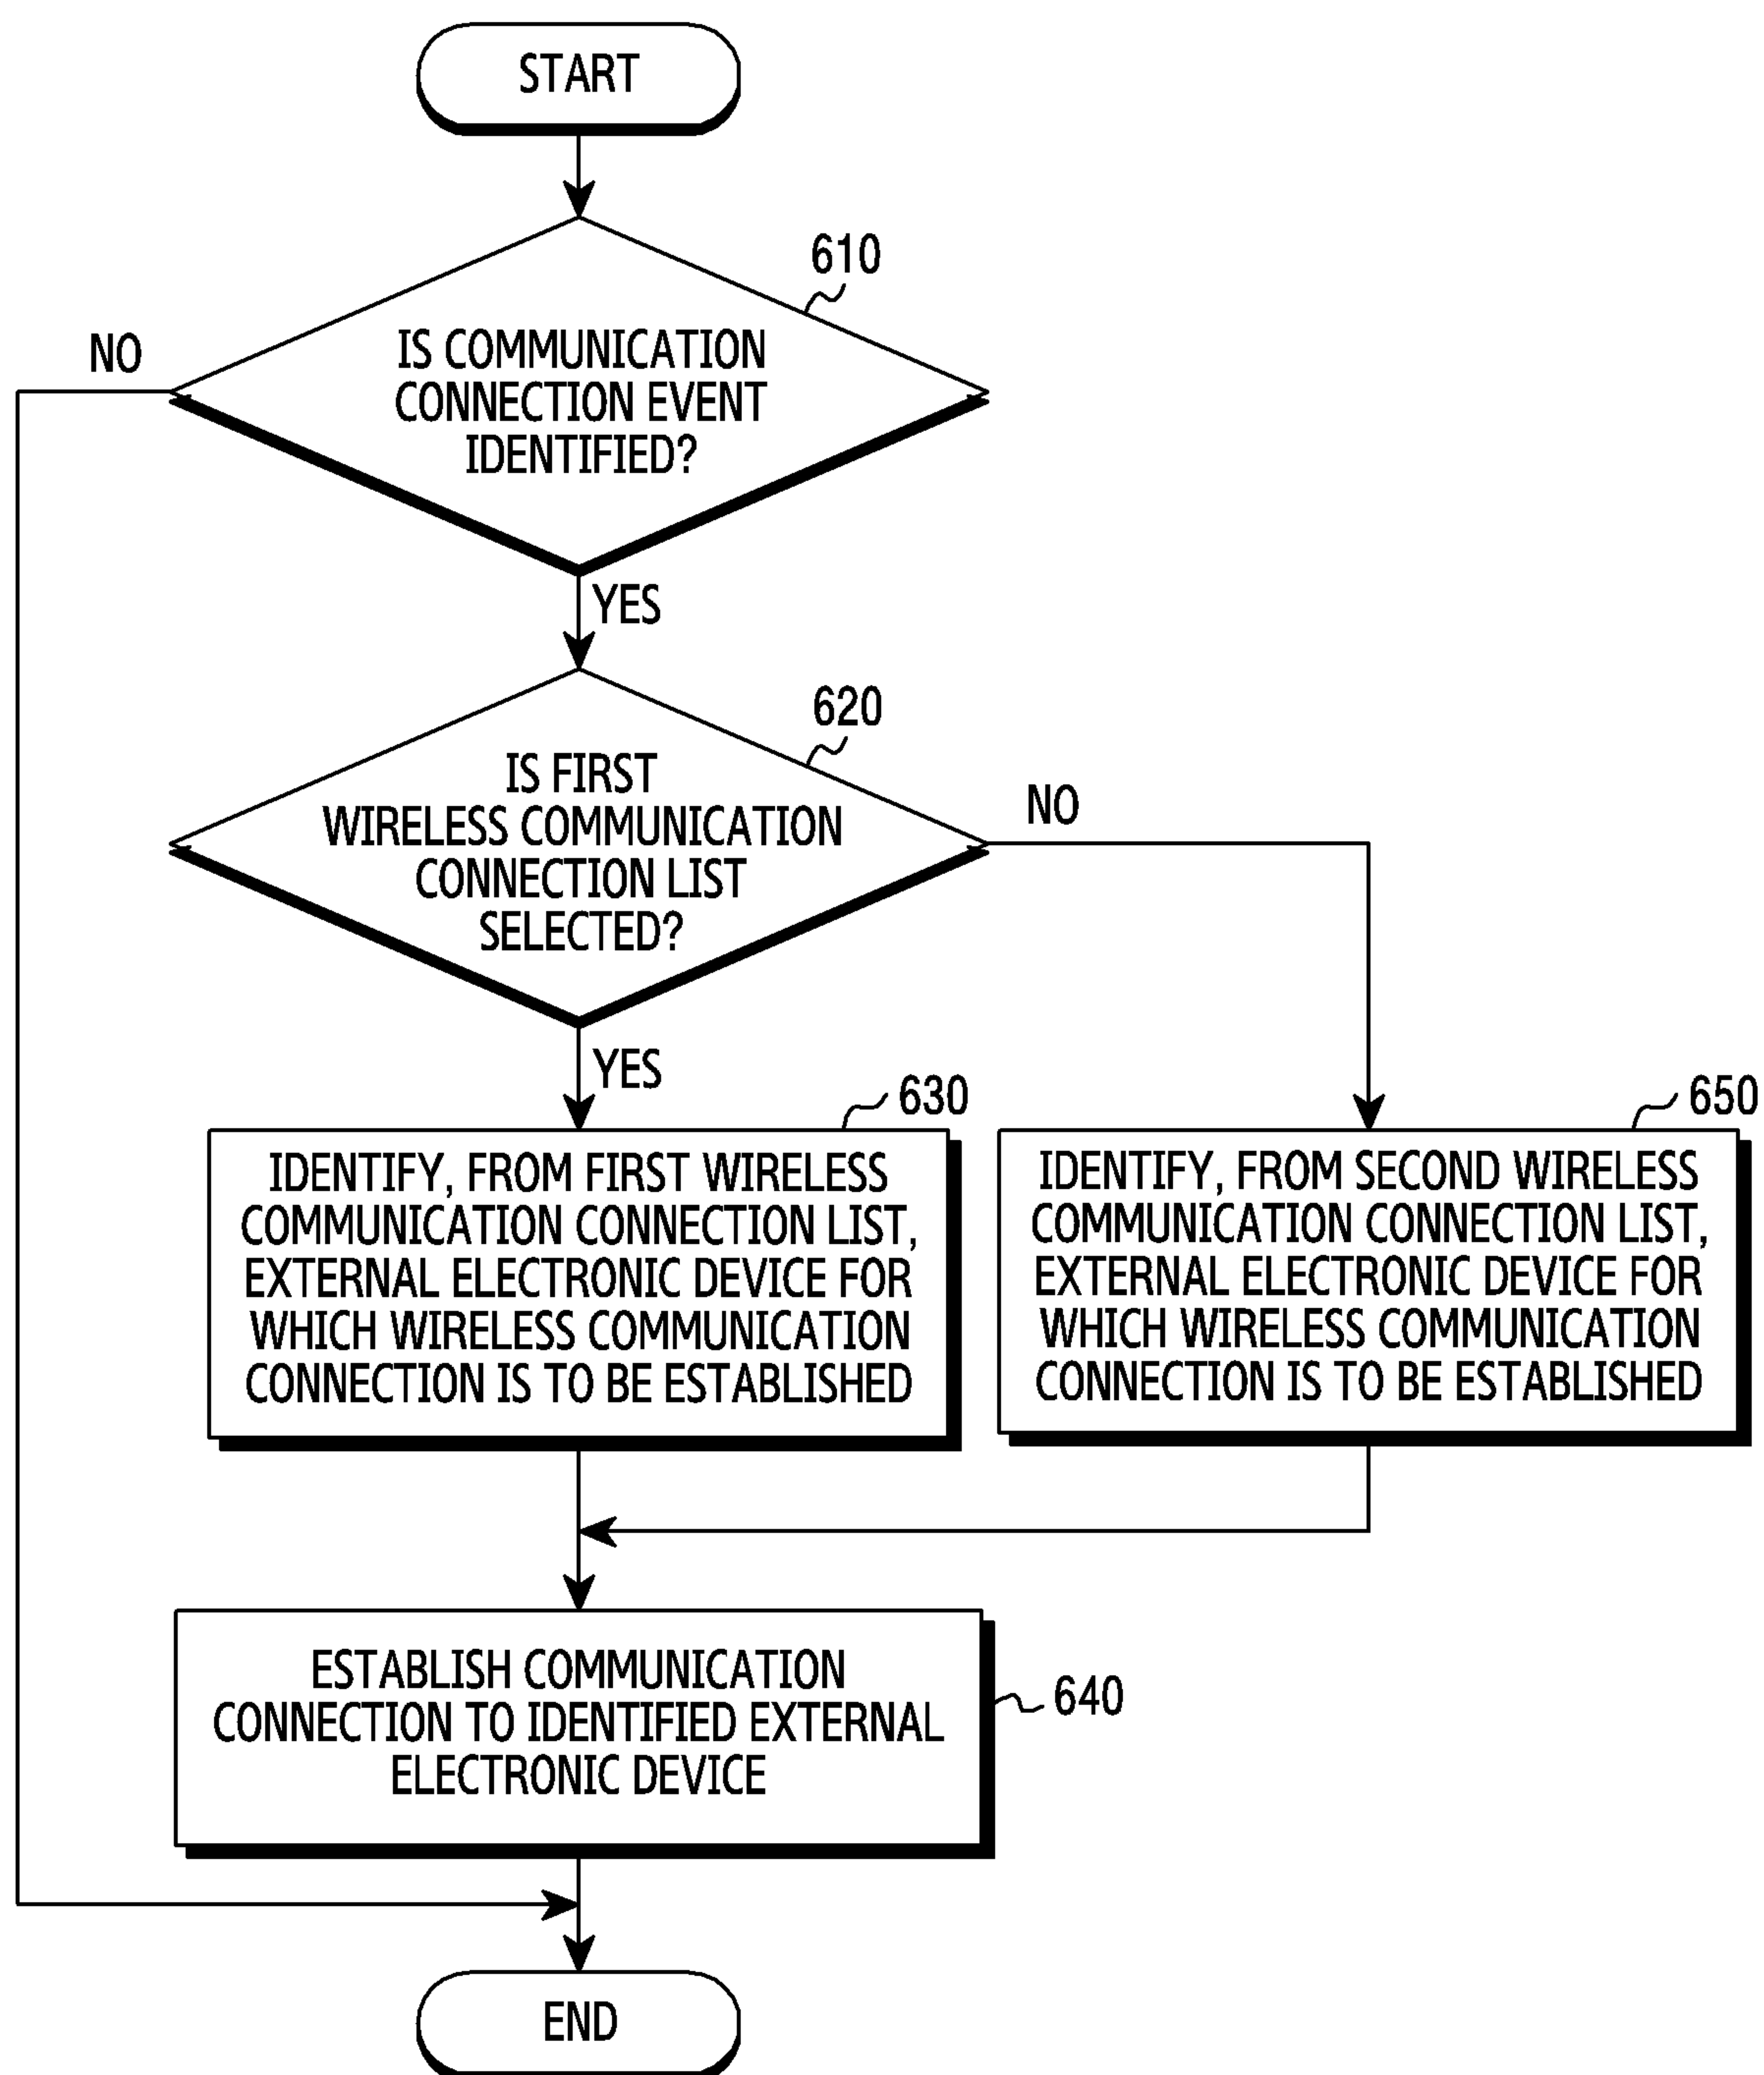 START
610
NO
IS COMMUNICATION
CONNECTION EVENT
IDENTIFIED?
YES
620
IS FIRST
WIRELESS COMMUNICATION
CONNECTION LIST
SELECTED?
NO
YES
630
IDENTIFY, FROM FIRST WIRELESS
COMMUNICATION CONNECTION LIST,
EXTERNAL ELECTRONIC DEVICE FOR
WHICH WIRELESS COMMUNICATION
CONNECTION IS TO BE ESTABLISHED
650
IDENTIFY, FROM SECOND WIRELESS
COMMUNICATION CONNECTION LIST,
EXTERNAL ELECTRONIC DEVICE FOR
WHICH WIRELESS COMMUNICATION
CONNECTION IS TO BE ESTABLISHED
ESTABLISH COMMUNICATION
CONNECTION TO IDENTIFIED EXTERNAL
ELECTRONIC DEVICE
640
END